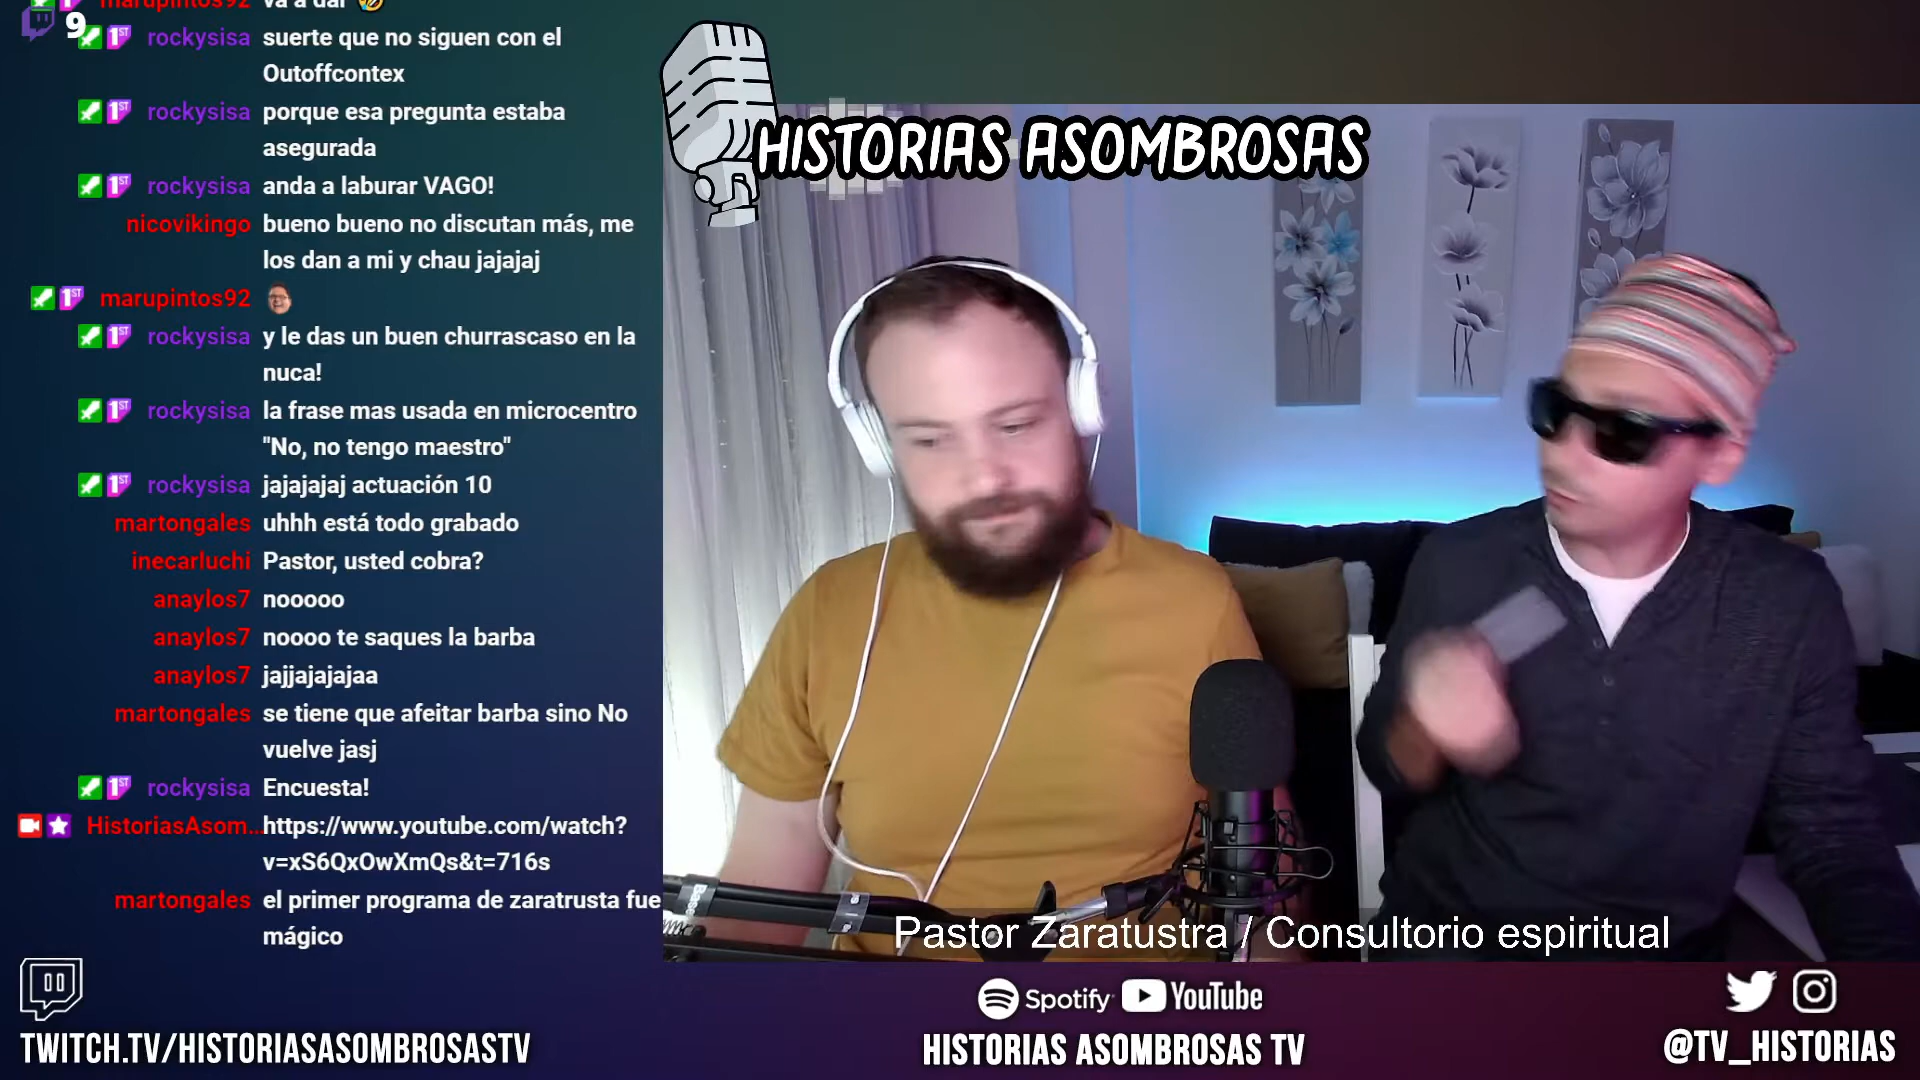 marupintos92 va a dar 🤣
9
rockysisa suerte que no siguen con el
Outoffcontex
rockysisa porque esa pregunta estaba
asegurada
rockysisa anda a laburar VAGO!
nicovikingo bueno bueno no discutan más, me
los dan a mi y chau jajajaj
marupintos92
rockysisa y le das un buen churrascaso en la
nuca!
rockysisa la frase mas usada en microcentro
"No, no tengo maestro"
rockysisa jajajajaj actuación 10
martongales uhhh está todo grabado
inecarluchi Pastor, usted cobra?
anaylos7 nooooo
anaylos7 noooo te saques la barba
anaylos7 jajjajajajaa
martongales se tiene que afeitar barba sino No
vuelve jasj
rockysisa Encuesta!
HistoriasAsom... https://www.youtube.com/watch?
v=xS6QxOwXmQs&t=716s
martongales el primer programa de zaratrusta fue
mágico
TWITCH.TV/HISTORIASASOMBROSASTV
HISTORIAS ASOMBROSAS
Pastor Zaratustra / Consultorio espiritual
Spotify YouTube
HISTORIAS ASOMBROSAS TV
@TV_HISTORIAS